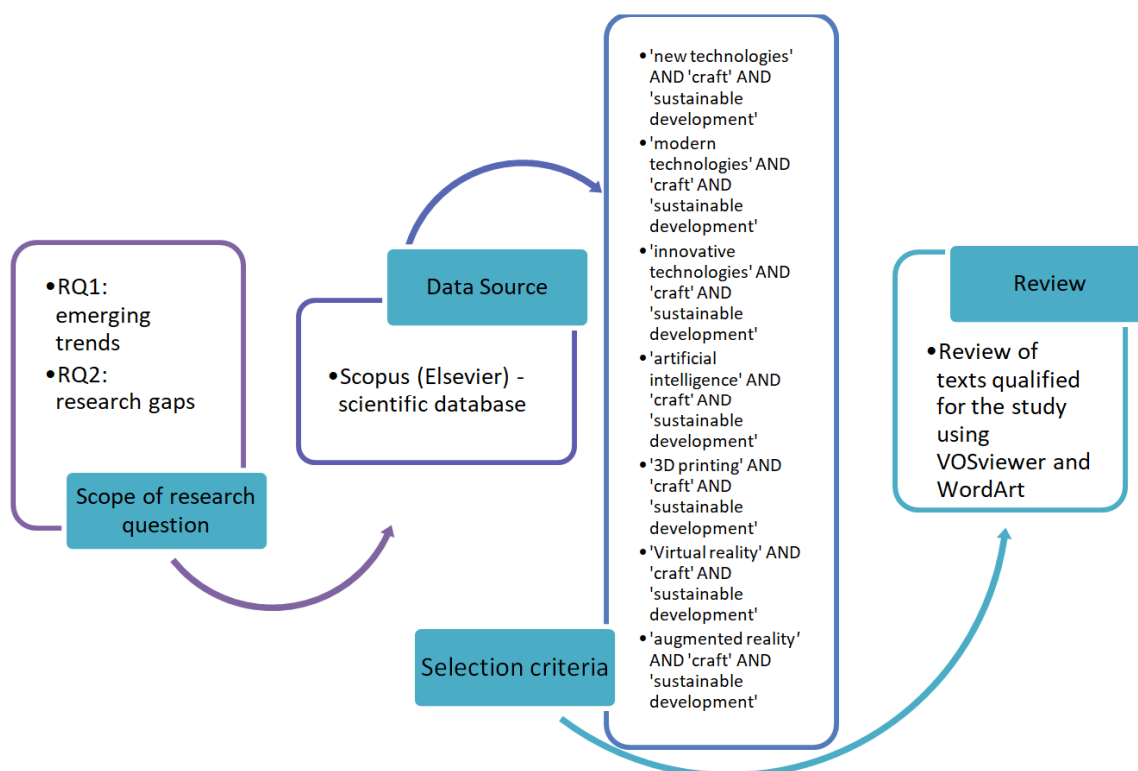 •RQ1:
emerging
trends
•RQ2:
research gaps
Scope of research
question
Data Source
•Scopus (Elsevier) -
scientific database
•'new technologies'
AND 'craft' AND
'sustainable
development'
•'modern
technologies' AND
'craft' AND
'sustainable
development'
•'innovative
technologies' AND
'craft' AND
'sustainable
development'
•'artificial
intelligence' AND
'craft' AND
'sustainable
development'
•'3D printing' AND
'craft' AND
'sustainable
development'
•'Virtual reality' AND
'craft' AND
'sustainable
development'
•'augmented reality'
AND 'craft' AND
'sustainable
development'
Selection criteria
Review
•Review of
texts qualified
for the study
using
VOSviewer and
WordArt